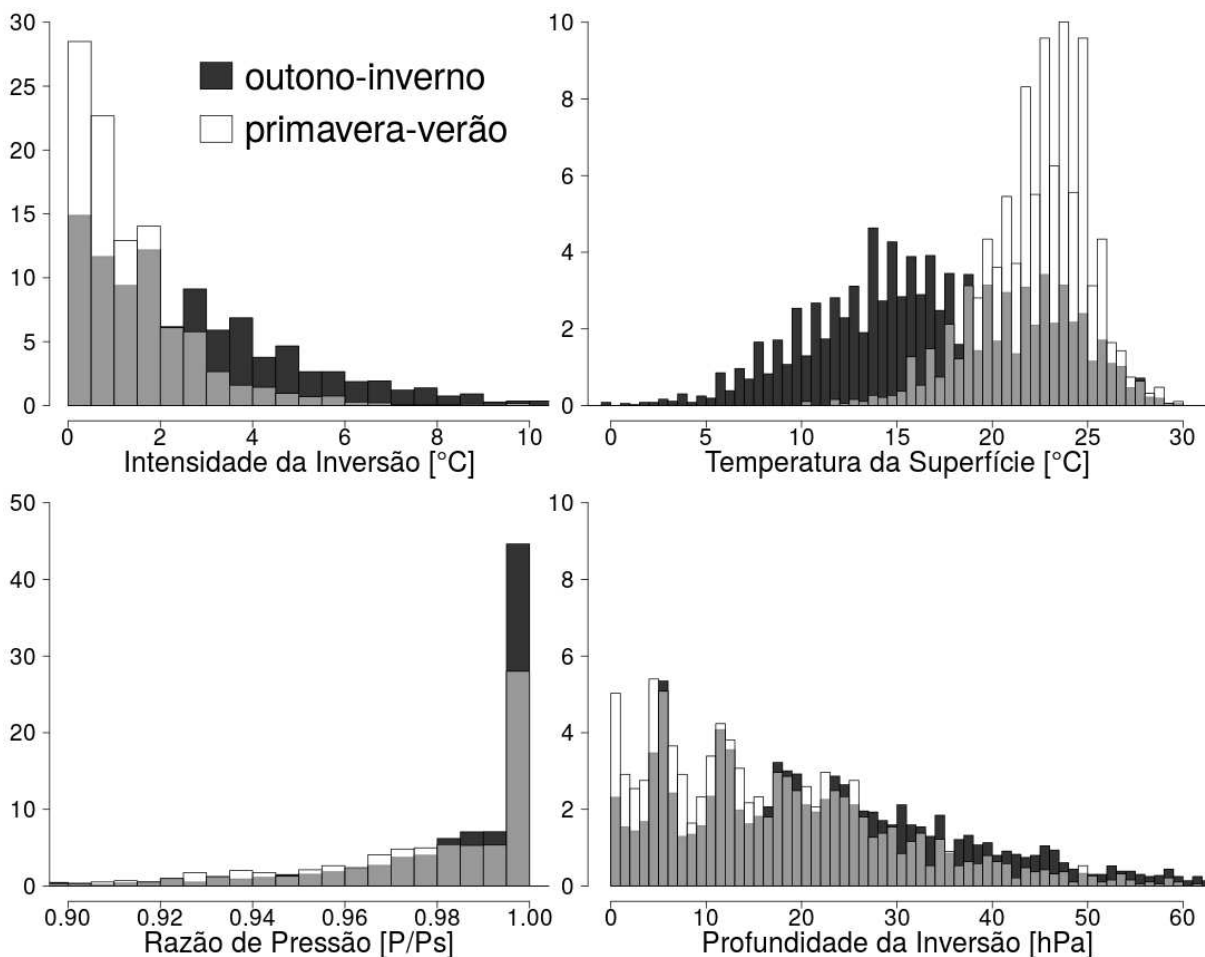 30
25
20
15
10
5
0
outono-inverno
primavera-verão
0 2 4 6 8 10
Intensidade da Inversão [°C]
10
8
6
4
2
0
0 5 10 15 20 25 30
Temperatura da Superfície [°C]
50
40
30
20
10
0
0.90 0.92 0.94 0.96 0.98 1.00
Razão de Pressão [P/Ps]
10
8
6
4
2
0
0 10 20 30 40 50 60
Profundidade da Inversão [hPa]